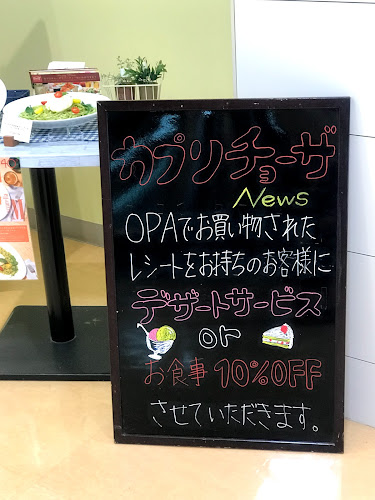 カプリチョーザ
News
OPAでお買い物された
レシートをお持ちのお客様に
デザートサービス
or
お食事 10%OFF
させていただきます。